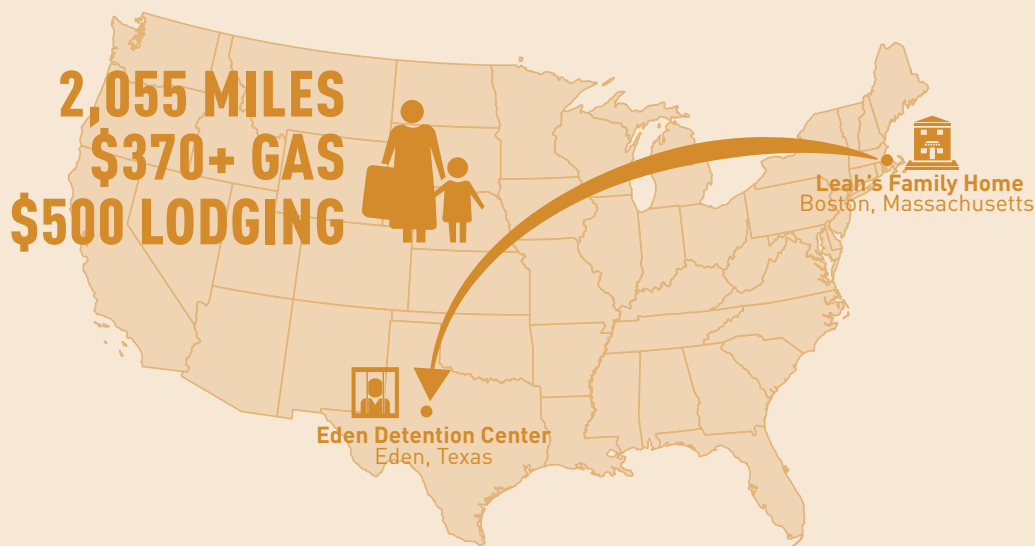 2,055 MILES
$370+ GAS
$500 LODGING
Leah's Family Home
Boston, Massachusetts
Eden Detention Center
Eden, Texas